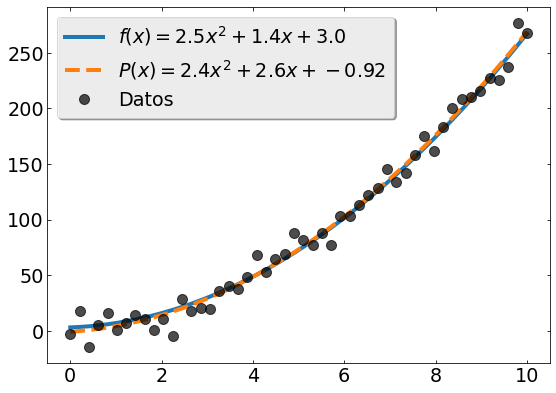 f(x) = 2.5x² + 1.4x + 3.0
P(x) = 2.4x² + 2.6x + −0.92
Datos
250
200
150
100
50
0
0 2 4 6 8 10